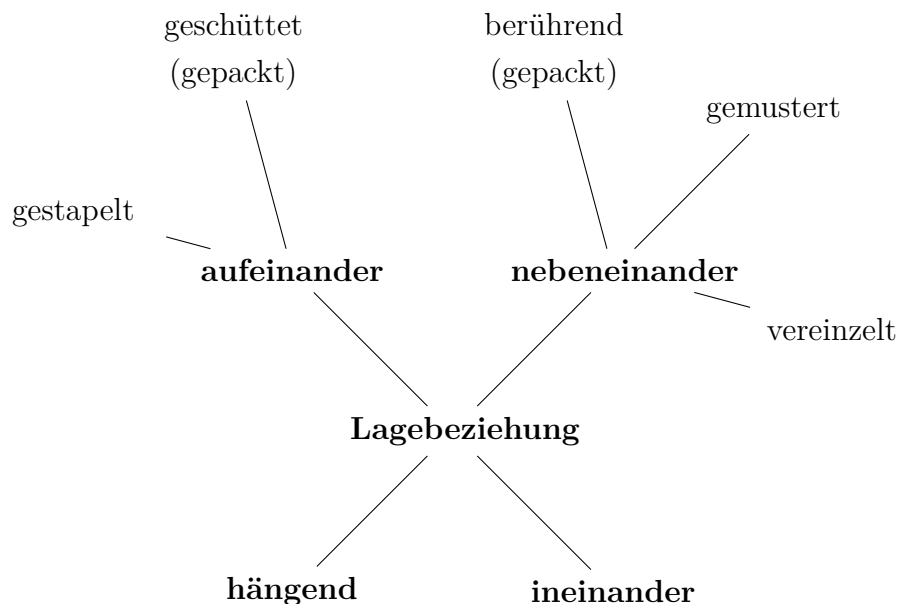 geschüttet
(gepackt)
berührend
(gepackt)
gemustert
gestapelt
aufeinander
nebeneinander
vereinzelt
Lagebeziehung
hängend
ineinander